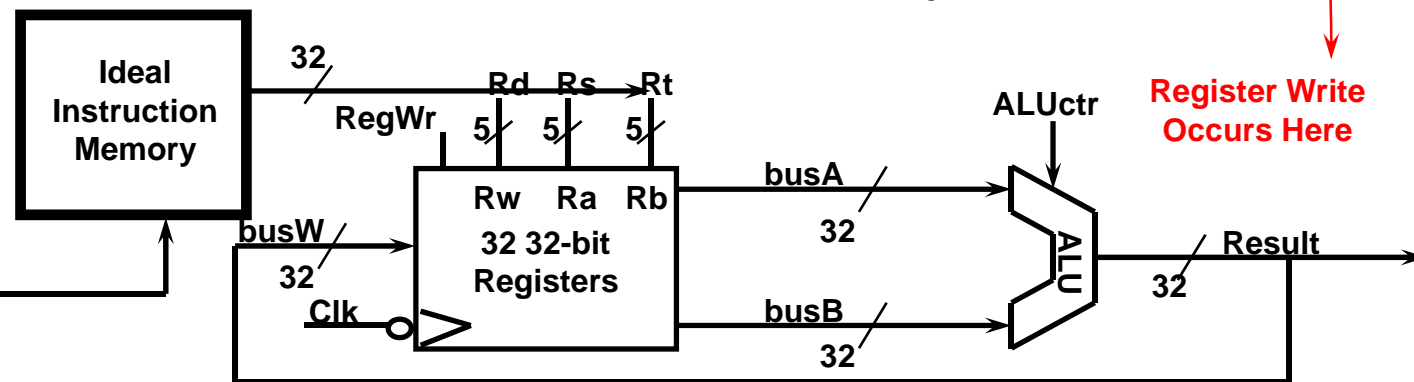 Ideal
Instruction
Memory
32
Rd Rs Rt
RegWr
5 5 5
ALUctr
Register Write
Occurs Here
Rw Ra Rb
32 32-bit
Registers
busW
32
Clk
busA
32
busB
32
ALU
Result
32